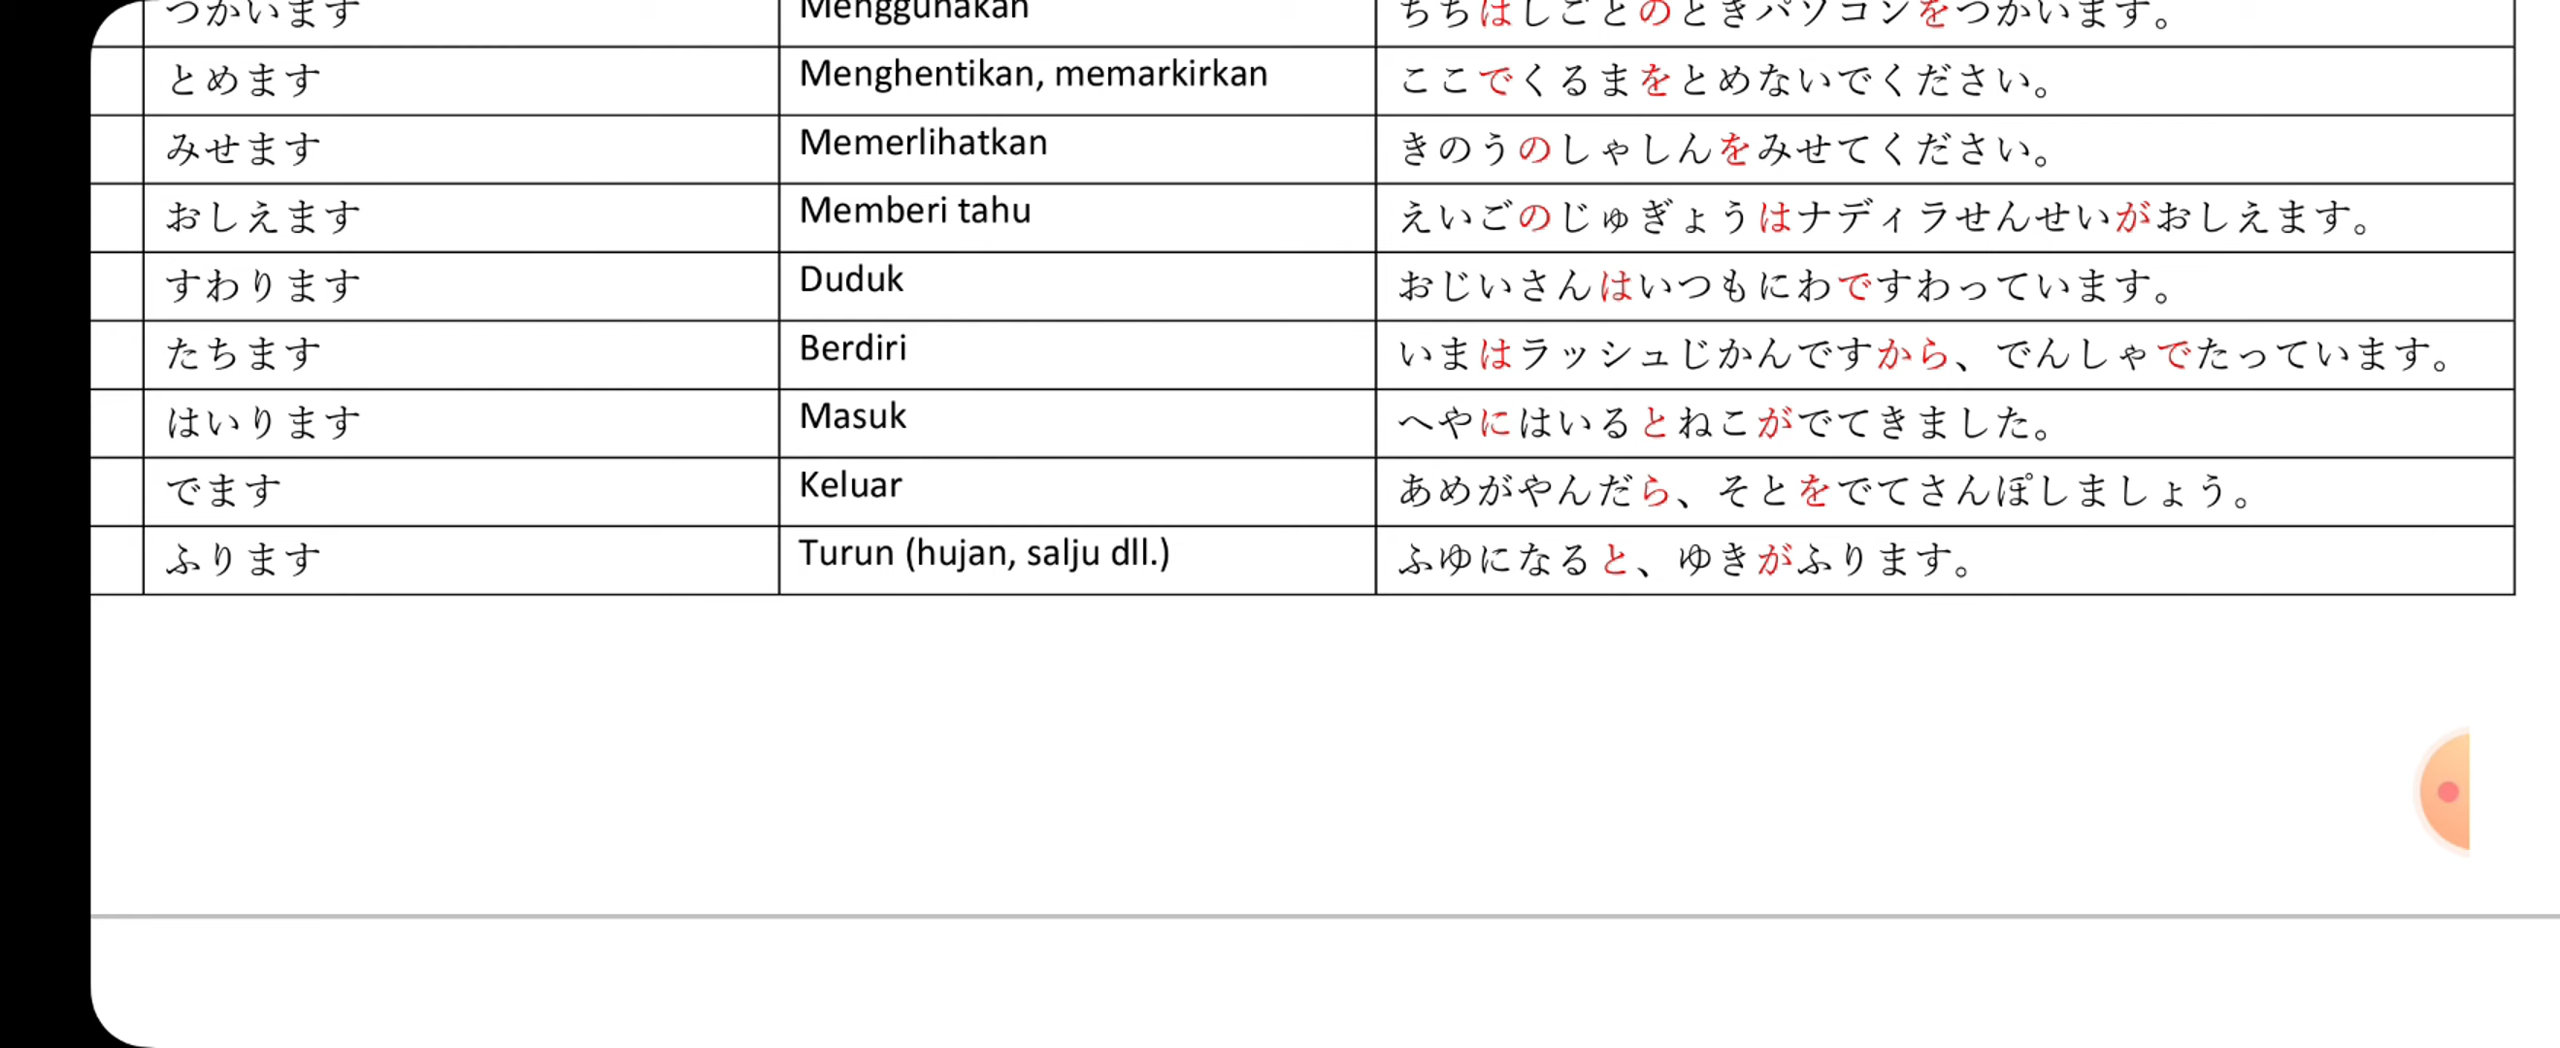 つかいます Menggunakan ちちはしごとのときパソコンをつかいます。
とめます Menghentikan, memarkirkan ここでくるまをとめないでください。
みせます Memerlihatkan きのうのしゃしんをみせてください。
おしえます Memberi tahu えいごのじゅぎょうはナディラせんせいがおしえます。
すわります Duduk おじいさんはいつもにわですわっています。
たちます Berdiri いまはラッシュじかんですから、でんしゃでたっています。
はいります Masuk へやにはいるとねこがでてきました。
でます Keluar あめがやんだら、そとをでてさんぽしましょう。
ふります Turun (hujan, salju dll.) ふゆになると、ゆきがふります。